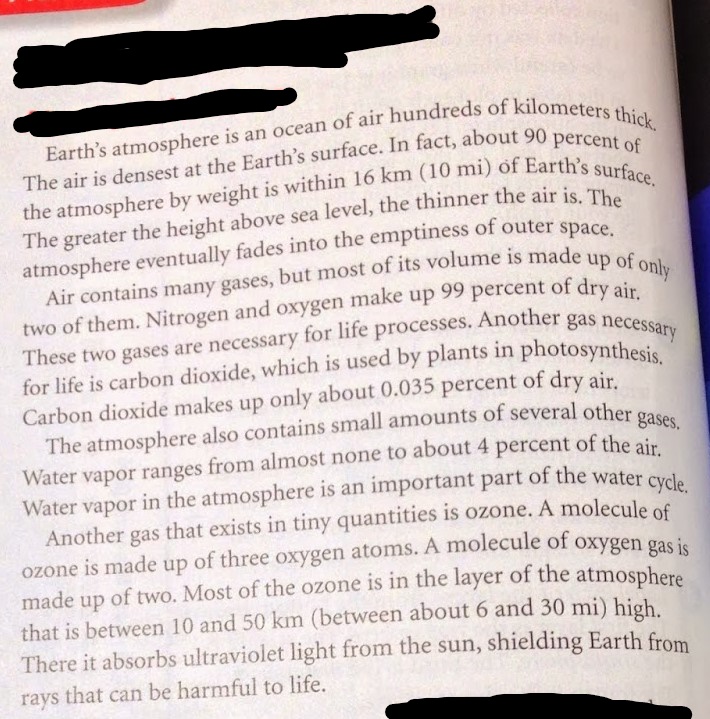 Earth's atmosphere is an ocean of air hundreds of kilometers thick.
The air is densest at the Earth's surface. In fact, about 90 percent of
the atmosphere by weight is within 16 km (10 mi) of Earth's surface.
The greater the height above sea level, the thinner the air is. The
atmosphere eventually fades into the emptiness of outer space.
Air contains many gases, but most of its volume is made up of only
two of them. Nitrogen and oxygen make up 99 percent of dry air.
These two gases are necessary for life processes. Another gas necessary
for life is carbon dioxide, which is used by plants in photosynthesis.
Carbon dioxide makes up only about 0.035 percent of dry air.
The atmosphere also contains small amounts of several other gases.
Water vapor ranges from almost none to about 4 percent of the air.
Water vapor in the atmosphere is an important part of the water cycle.
Another gas that exists in tiny quantities is ozone. A molecule of
ozone is made up of three oxygen atoms. A molecule of oxygen gas is
made up of two. Most of the ozone is in the layer of the atmosphere
that is between 10 and 50 km (between about 6 and 30 mi) high.
There it absorbs ultraviolet light from the sun, shielding Earth from
rays that can be harmful to life.